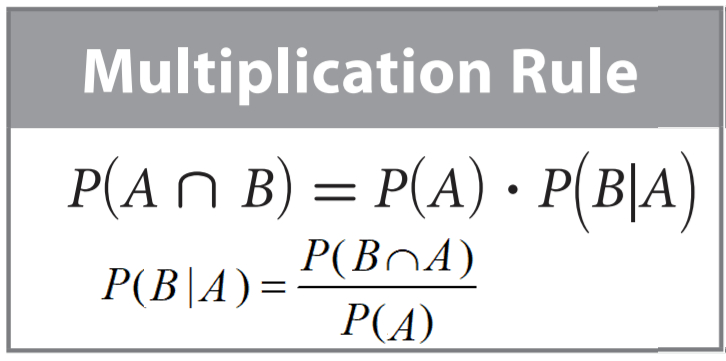 Multiplication Rule
P(A ∩ B) = P(A) · P(B|A)
P(B|A) = P(B∩A) / P(A)